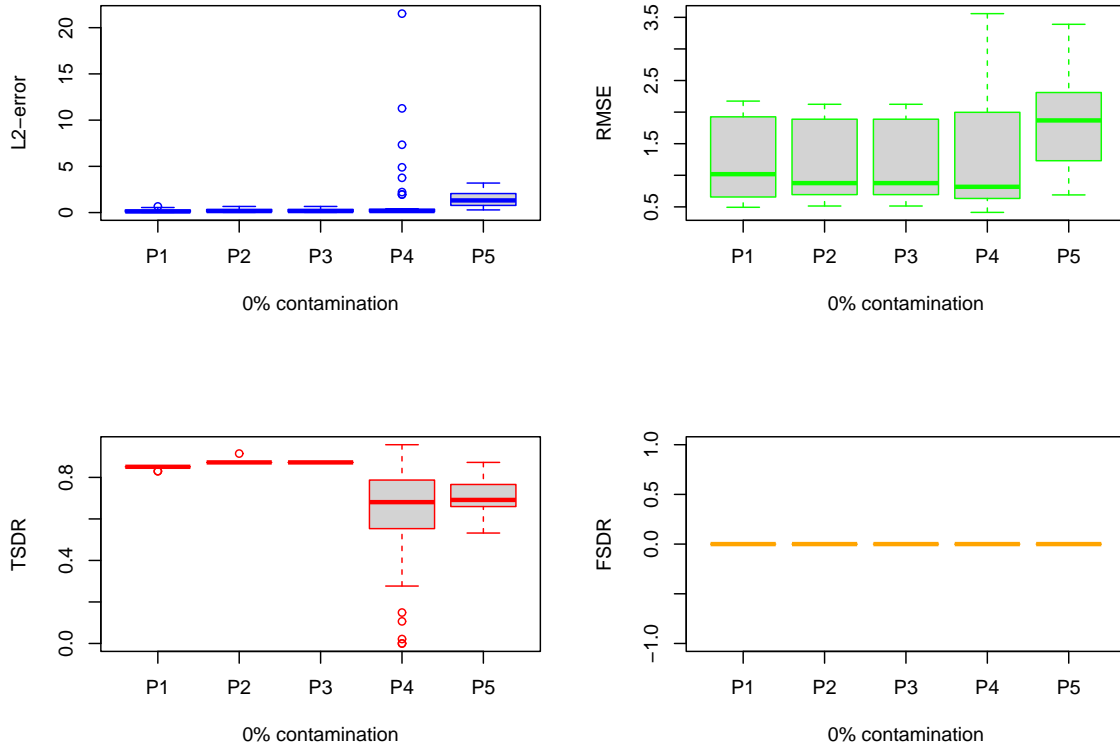 L2−error
20
15
10
5
0
P1 P2 P3 P4 P5
0% contamination
RMSE
3.5
2.5
1.5
0.5
P1 P2 P3 P4 P5
0% contamination
TSDR
0.8
0.4
0.0
P1 P2 P3 P4 P5
0% contamination
FSDR
1.0
0.5
0.0
−1.0
P1 P2 P3 P4 P5
0% contamination